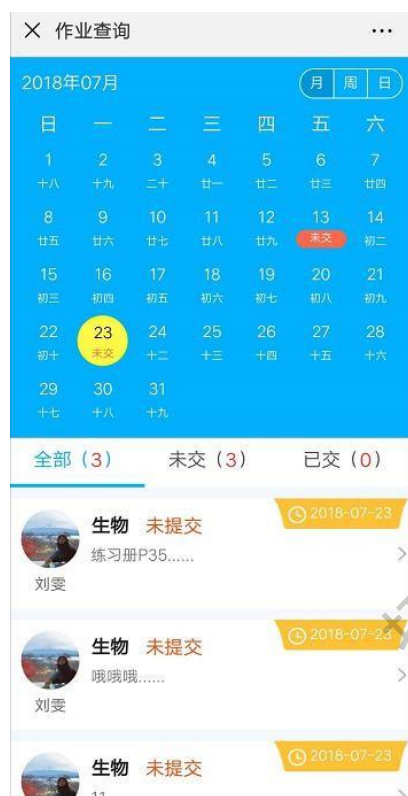 作业查询
2018年07月 月 周 日
日 一 二 三 四 五 六
1 2 3 4 5 6 7
十八 十九 二十 廿一 廿二 廿三 廿四
8 9 10 11 12 13 14
廿五 廿六 廿七 廿八 廿九 未交 初二
15 16 17 18 19 20 21
初三 初四 初五 初六 初七 初八 初九
22 23 24 25 26 27 28
初十 未交 十二 十三 十四 十五 十六
29 30 31
十七 十八 十九
全部（3） 未交（3） 已交（0）
生物 未提交 2018-07-23
练习册P35......
刘雯
生物 未提交 2018-07-23
哦哦哦......
刘雯
生物 未提交 2018-07-23